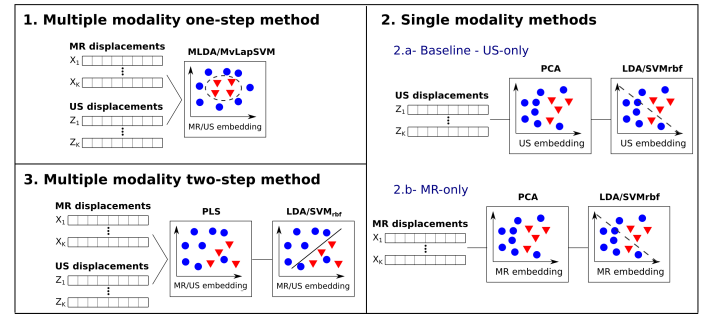 1. Multiple modality one-step method
MR displacements
X1
XK
US displacements
Z1
ZK
MLDA/MvLapSVM
MR/US embedding
2. Single modality methods
2.a- Baseline - US-only
US displacements
Z1
ZK
PCA
US embedding
LDA/SVMrbf
US embedding
2.b- MR-only
MR displacements
X1
XK
PCA
MR embedding
LDA/SVMrbf
MR embedding
3. Multiple modality two-step method
MR displacements
X1
XK
US displacements
Z1
ZK
PLS
MR/US embedding
LDA/SVMrbf
MR/US embedding